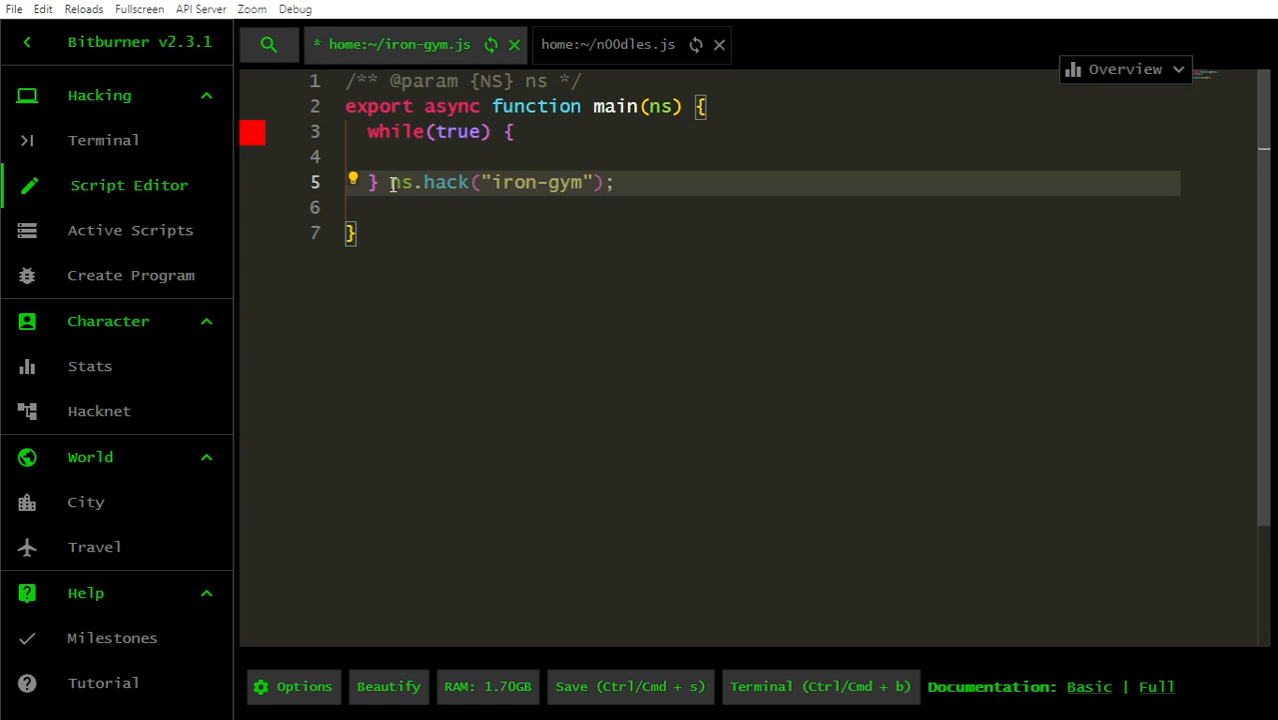 File Edit Reloads Fullscreen API Server Zoom Debug
Bitburner v2.3.1
Hacking
Terminal
Script Editor
Active Scripts
Create Program
Character
Stats
Hacknet
World
City
Travel
Help
Milestones
Tutorial
* home:~/iron-gym.js
home:~/n00dles.js
Overview
1 /** @param {NS} ns */
2 export async function main(ns) {
3 while(true) {
4
5 } ns.hack("iron-gym");
6
7 }
Options Beautify RAM: 1.70GB Save (Ctrl/Cmd + s) Terminal (Ctrl/Cmd + b) Documentation: Basic | Full